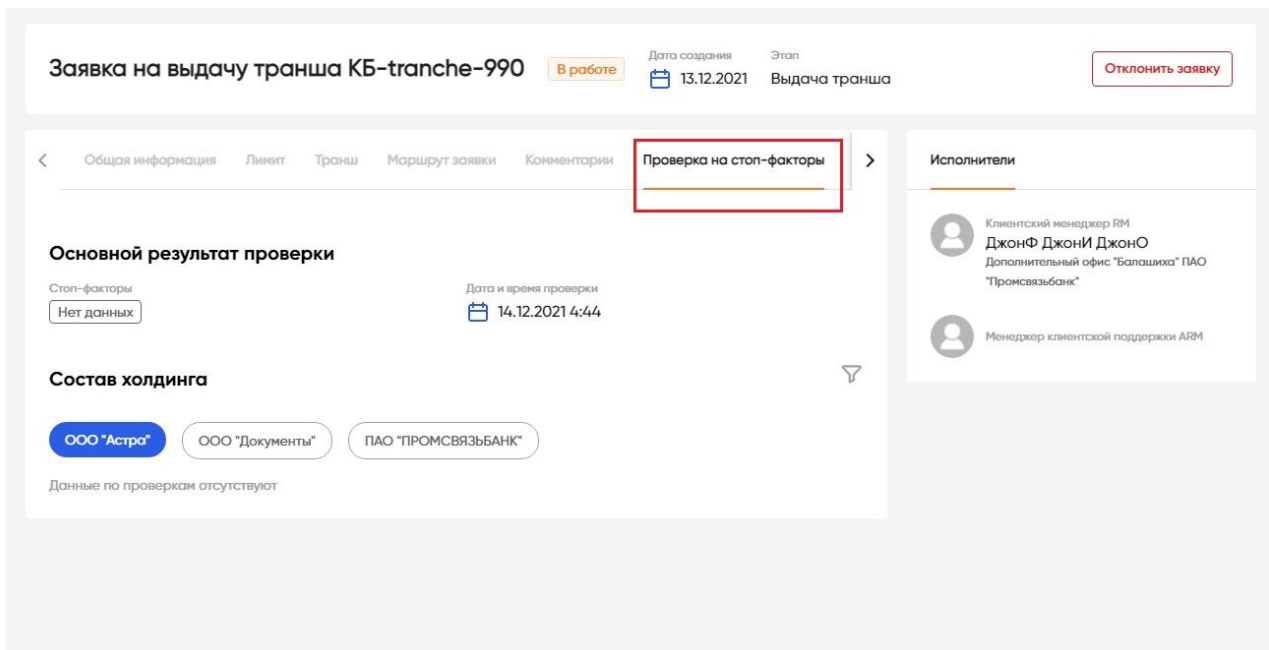 Заявка на выдачу транша КБ-tranche-990
В работе
Дата создания
13.12.2021
Этап
Выдача транша
Отклонить заявку
Общая информация
Лимит
Транш
Маршрут заявки
Комментарии
Проверка на стоп-факторы
Исполнители
Основной результат проверки
Стоп-факторы
Нет данных
Дата и время проверки
14.12.2021 4:44
Состав холдинга
ООО "Астра"
ООО "Документы"
ПАО "ПРОМСВЯЗЬБАНК"
Данные по проверкам отсутствуют
Клиентский менеджер RM
ДжонФ ДжонИ ДжонО
Дополнительный офис "Балашиха" ПАО
"Промсвязьбанк"
Менеджер клиентской поддержки ARM